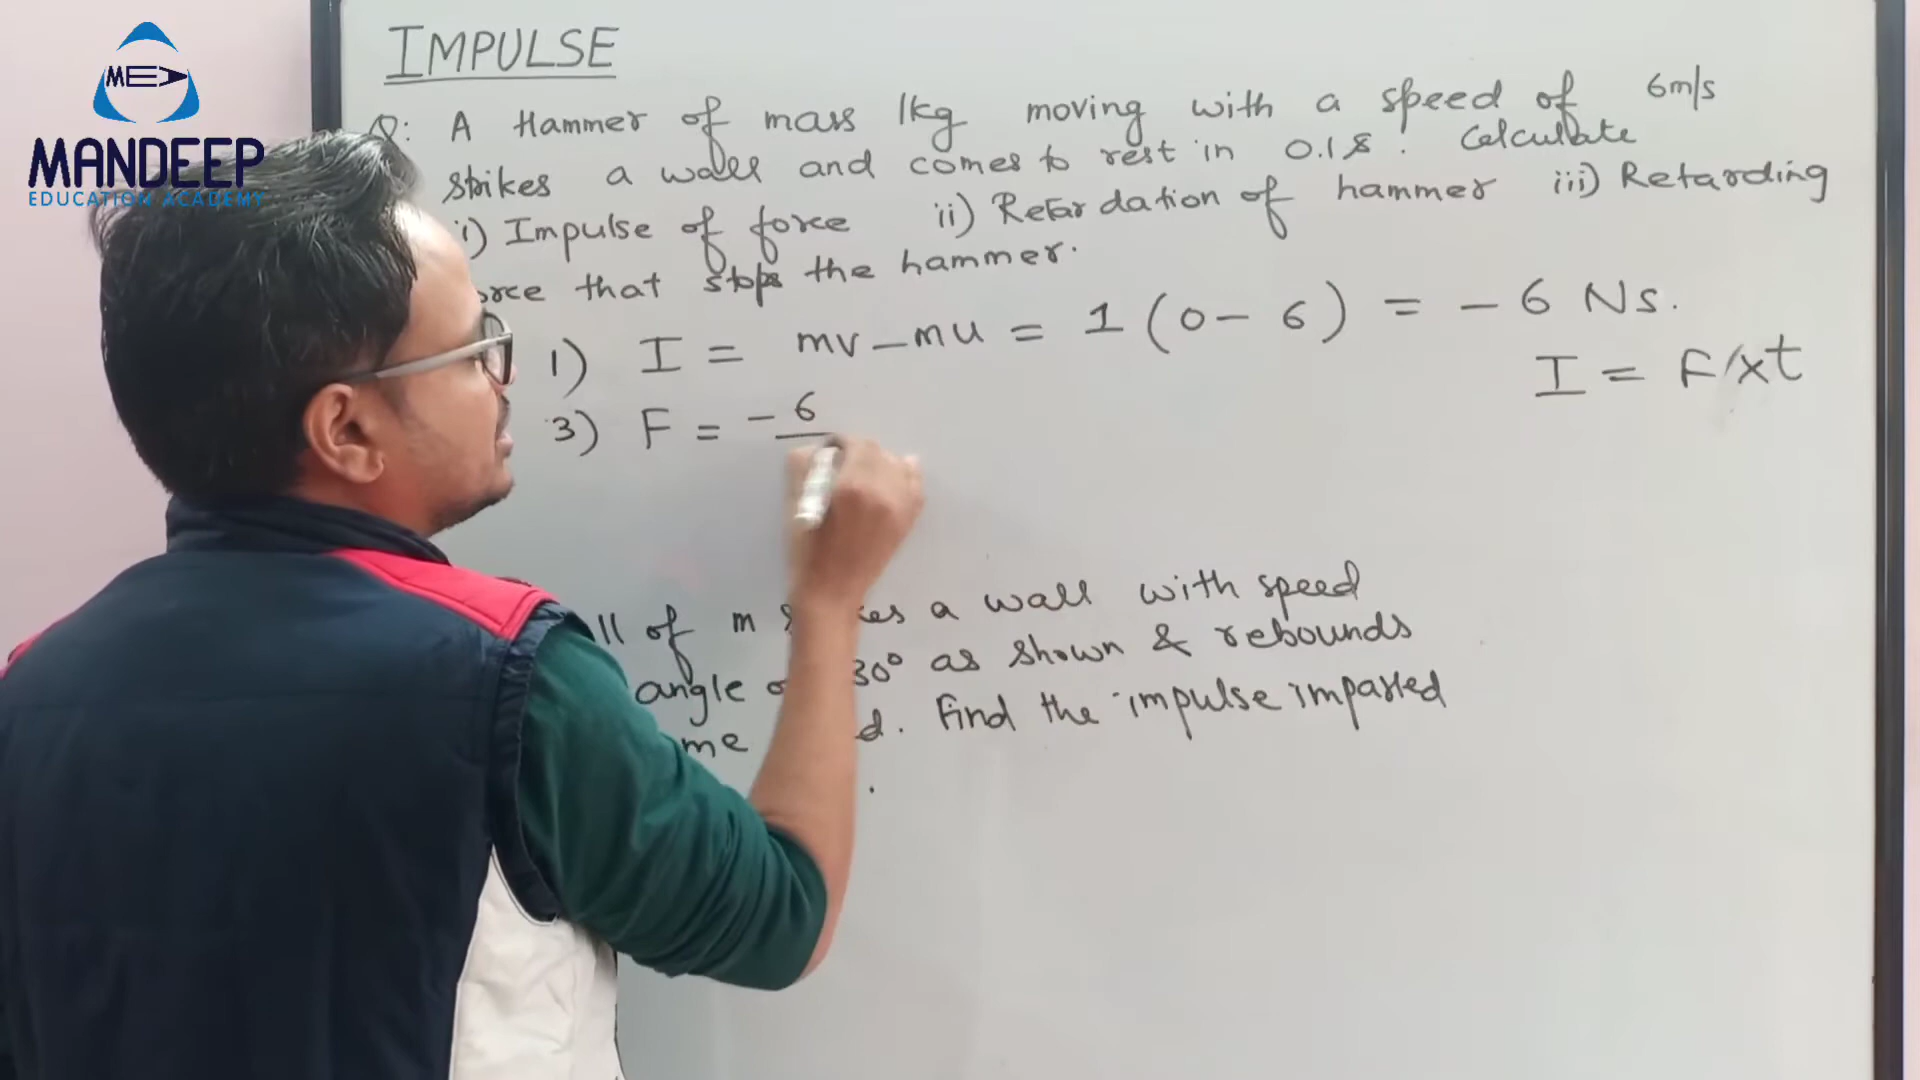 MED
MANDEEP
EDUCATION ACADEMY
IMPULSE
Q: A Hammer of mass 1kg moving with a speed of 6m/s
strikes a wall and comes to rest in 0.1s. Calculate
i) Impulse of force ii) Retardation of hammer iii) Retarding
that stops the hammer.
1) I = mv - mu = 1 (0 - 6) = - 6 Ns.
I = F x t
3) F = - 6
of m a wall with speed
angle 30° as shown & rebounds
Find the impulse imparted